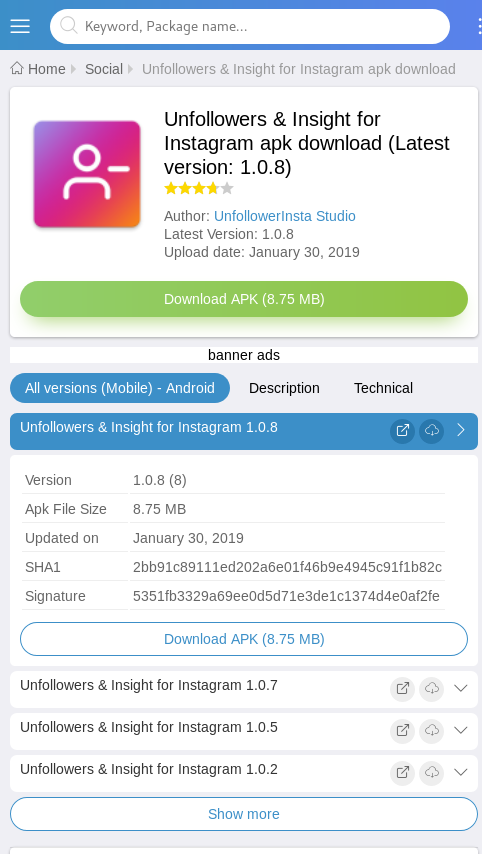 Keyword, Package name...
Home Social Unfollowers & Insight for Instagram apk download
Unfollowers & Insight for
Instagram apk download (Latest
version: 1.0.8)
Author: UnfollowerInsta Studio
Latest Version: 1.0.8
Upload date: January 30, 2019
Download APK (8.75 MB)
banner ads
All versions (Mobile) - Android Description Technical
Unfollowers & Insight for Instagram 1.0.8
Version 1.0.8 (8)
Apk File Size 8.75 MB
Updated on January 30, 2019
SHA1 2bb91c89111ed202a6e01f46b9e4945c91f1b82c
Signature 5351fb3329a69ee0d5d71e3de1c1374d4e0af2fe
Download APK (8.75 MB)
Unfollowers & Insight for Instagram 1.0.7
Unfollowers & Insight for Instagram 1.0.5
Unfollowers & Insight for Instagram 1.0.2
Show more